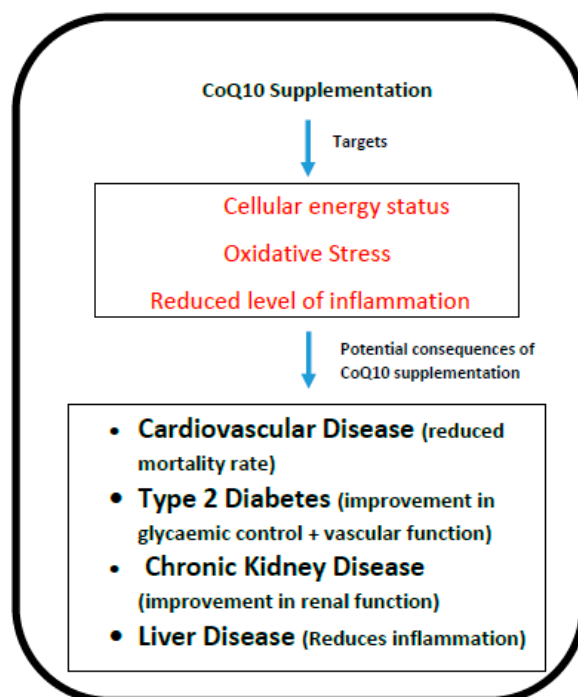 CoQ10 Supplementation
Targets
Cellular energy status
Oxidative Stress
Reduced level of inflammation
Potential consequences of
CoQ10 supplementation
• Cardiovascular Disease (reduced
mortality rate)
• Type 2 Diabetes (improvement in
glycaemic control + vascular function)
• Chronic Kidney Disease
(improvement in renal function)
• Liver Disease (Reduces inflammation)